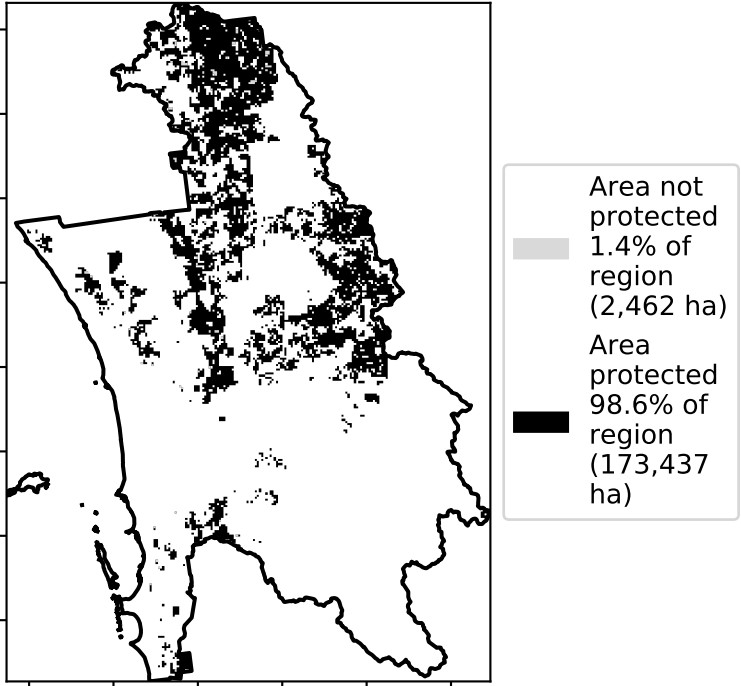 Area not
protected
1.4% of
region
(2,462 ha)
Area
protected
98.6% of
region
(173,437
ha)